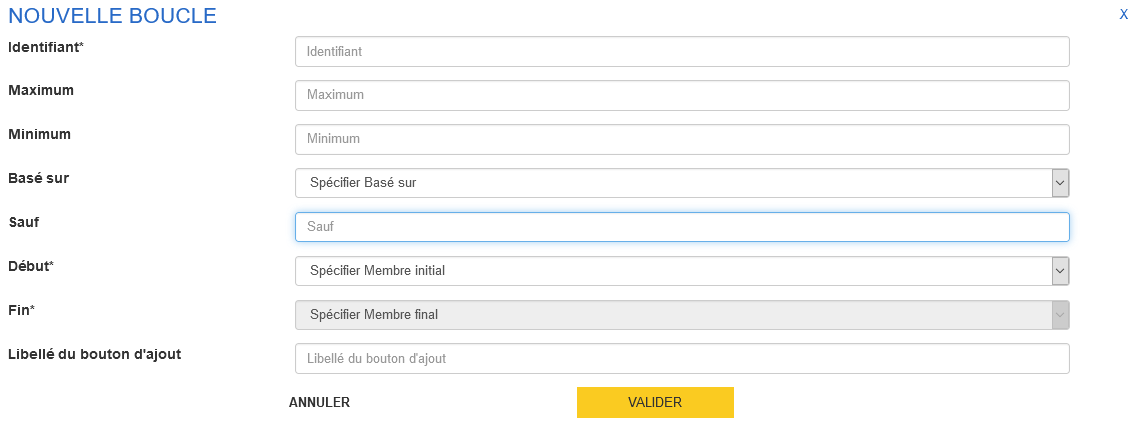 NOUVELLE BOUCLE X
Identifiant* Identifiant
Maximum Maximum
Minimum Minimum
Basé sur Spécifier Basé sur
Sauf Sauf
Début* Spécifier Membre initial
Fin* Spécifier Membre final
Libellé du bouton d'ajout Libellé du bouton d'ajout
ANNULER VALIDER